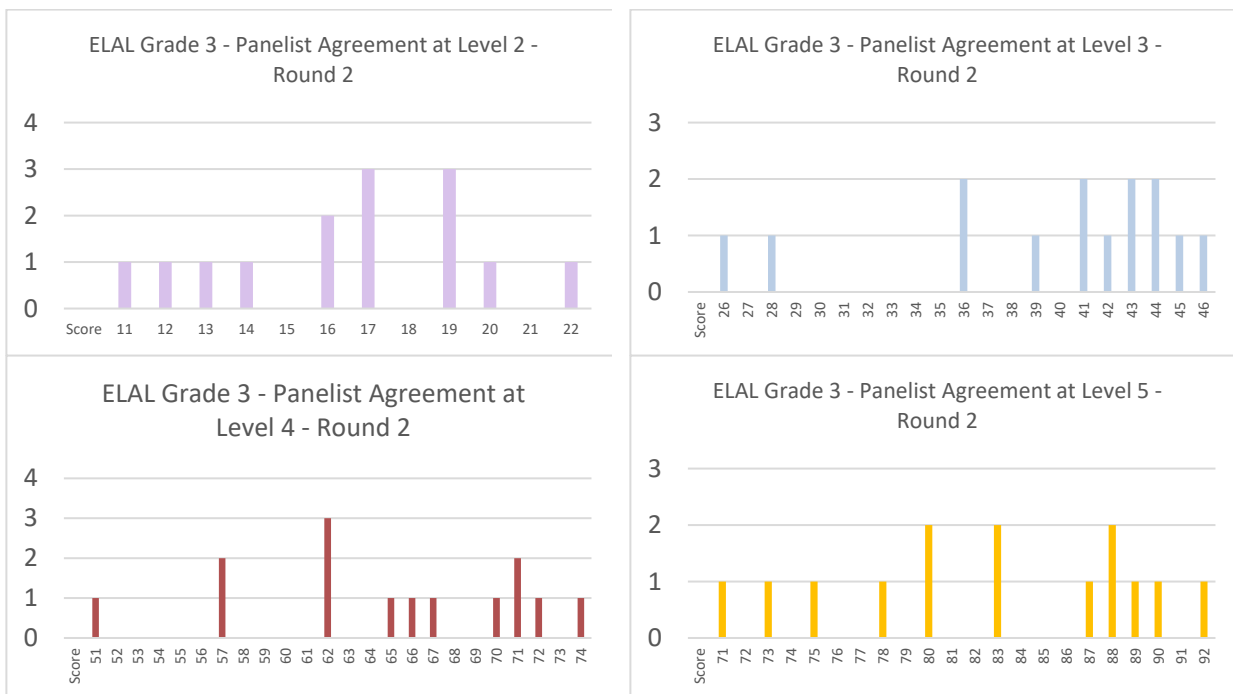 ELAL Grade 3 - Panelist Agreement at Level 2 -
Round 2
4
3
2
1
0
Score 11 12 13 14 15 16 17 18 19 20 21 22
ELAL Grade 3 - Panelist Agreement at Level 3 -
Round 2
3
2
1
0
Score 26 27 28 29 30 31 32 33 34 35 36 37 38 39 40 41 42 43 44 45 46
ELAL Grade 3 - Panelist Agreement at
Level 4 - Round 2
4
3
2
1
0
Score 51 52 53 54 55 56 57 58 59 60 61 62 63 64 65 66 67 68 69 70 71 72 73 74
ELAL Grade 3 - Panelist Agreement at Level 5 -
Round 2
3
2
1
0
Score 71 72 73 74 75 76 77 78 79 80 81 82 83 84 85 86 87 88 89 90 91 92